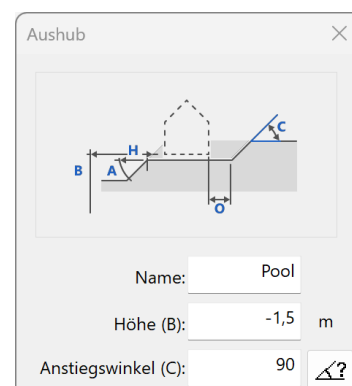 Aushub
C
H
B
A
O
Name: Pool
Höhe (B): -1,5 m
Anstiegswinkel (C): 90 ?